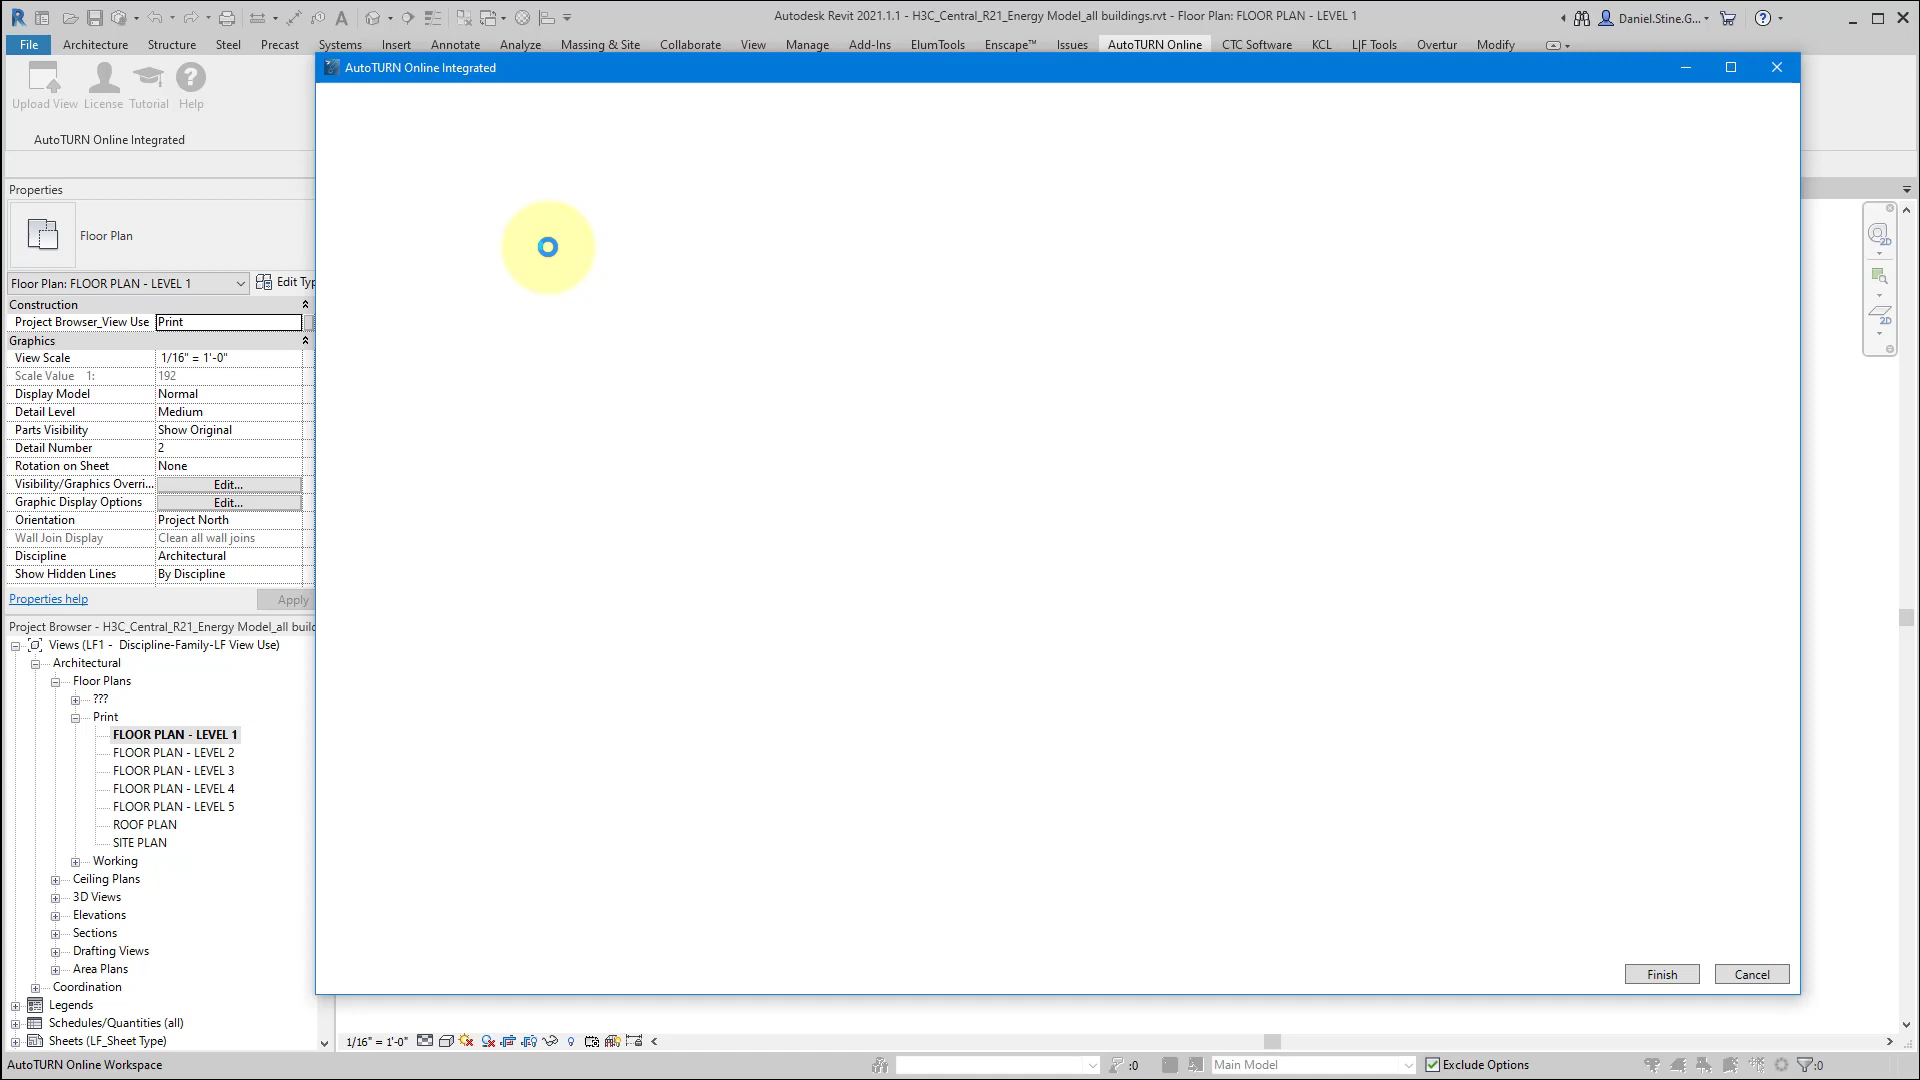 Autodesk Revit 2021.1.1 - H3C_Central_R21_Energy Model_all buildings.rvt - Floor Plan: FLOOR PLAN - LEVEL 1
Daniel.Stine.G...
File Architecture Structure Steel Precast Systems Insert Annotate Analyze Massing & Site Collaborate View Manage Add-Ins ElumTools Enscape™ Issues AutoTURN Online CTC Software KCL L|F Tools Overtur Modify
AutoTURN Online Integrated
Upload View License Tutorial Help
AutoTURN Online Integrated
Properties
Floor Plan
Floor Plan: FLOOR PLAN - LEVEL 1 Edit Typ
Construction
Project Browser_View Use Print
Graphics
View Scale 1/16" = 1'-0"
Scale Value 1: 192
Display Model Normal
Detail Level Medium
Parts Visibility Show Original
Detail Number 2
Rotation on Sheet None
Visibility/Graphics Overri... Edit...
Graphic Display Options Edit...
Orientation Project North
Wall Join Display Clean all wall joins
Discipline Architectural
Show Hidden Lines By Discipline
Properties help Apply
Project Browser - H3C_Central_R21_Energy Model_all build
Views (LF1 - Discipline-Family-LF View Use)
Architectural
Floor Plans
???
Print
FLOOR PLAN - LEVEL 1
FLOOR PLAN - LEVEL 2
FLOOR PLAN - LEVEL 3
FLOOR PLAN - LEVEL 4
FLOOR PLAN - LEVEL 5
ROOF PLAN
SITE PLAN
Working
Ceiling Plans
3D Views
Elevations
Sections
Drafting Views
Area Plans
Coordination
Legends
Schedules/Quantities (all)
Sheets (LF_Sheet Type)
2D
2D
Finish Cancel
1/16" = 1'-0"
AutoTURN Online Workspace :0 Main Model Exclude Options :0